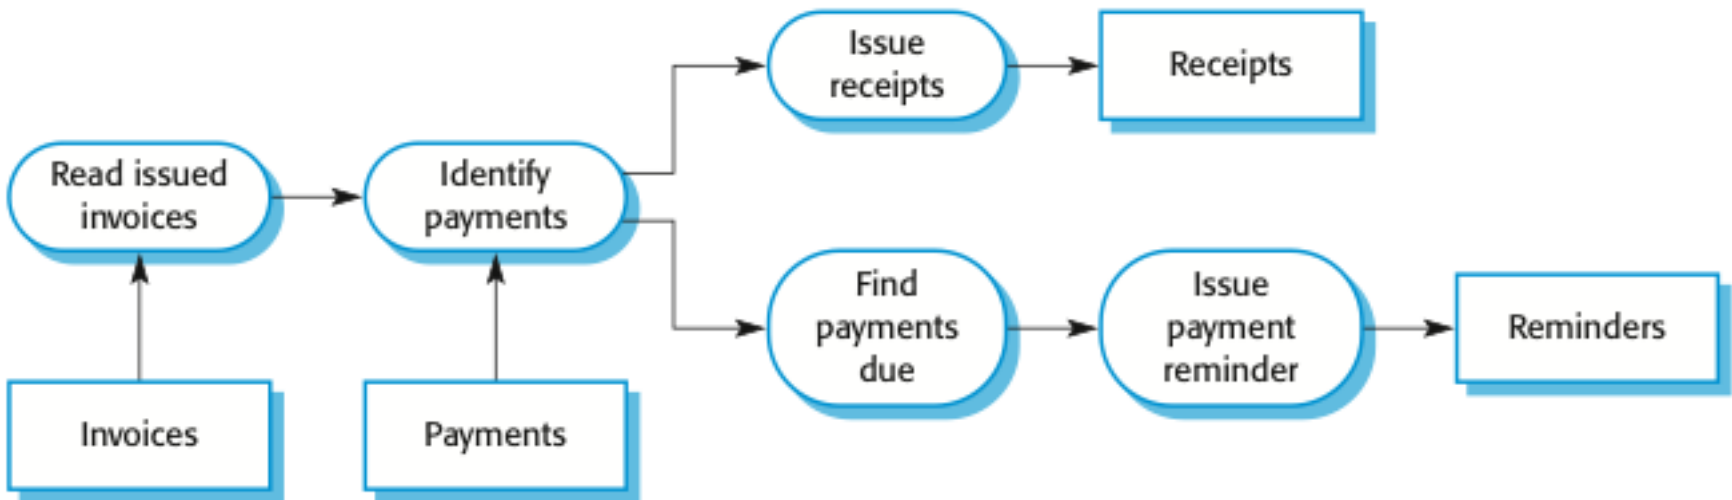 Issue
receipts
Receipts
Read issued
invoices
Identify
payments
Find
payments
due
Issue
payment
reminder
Reminders
Invoices
Payments